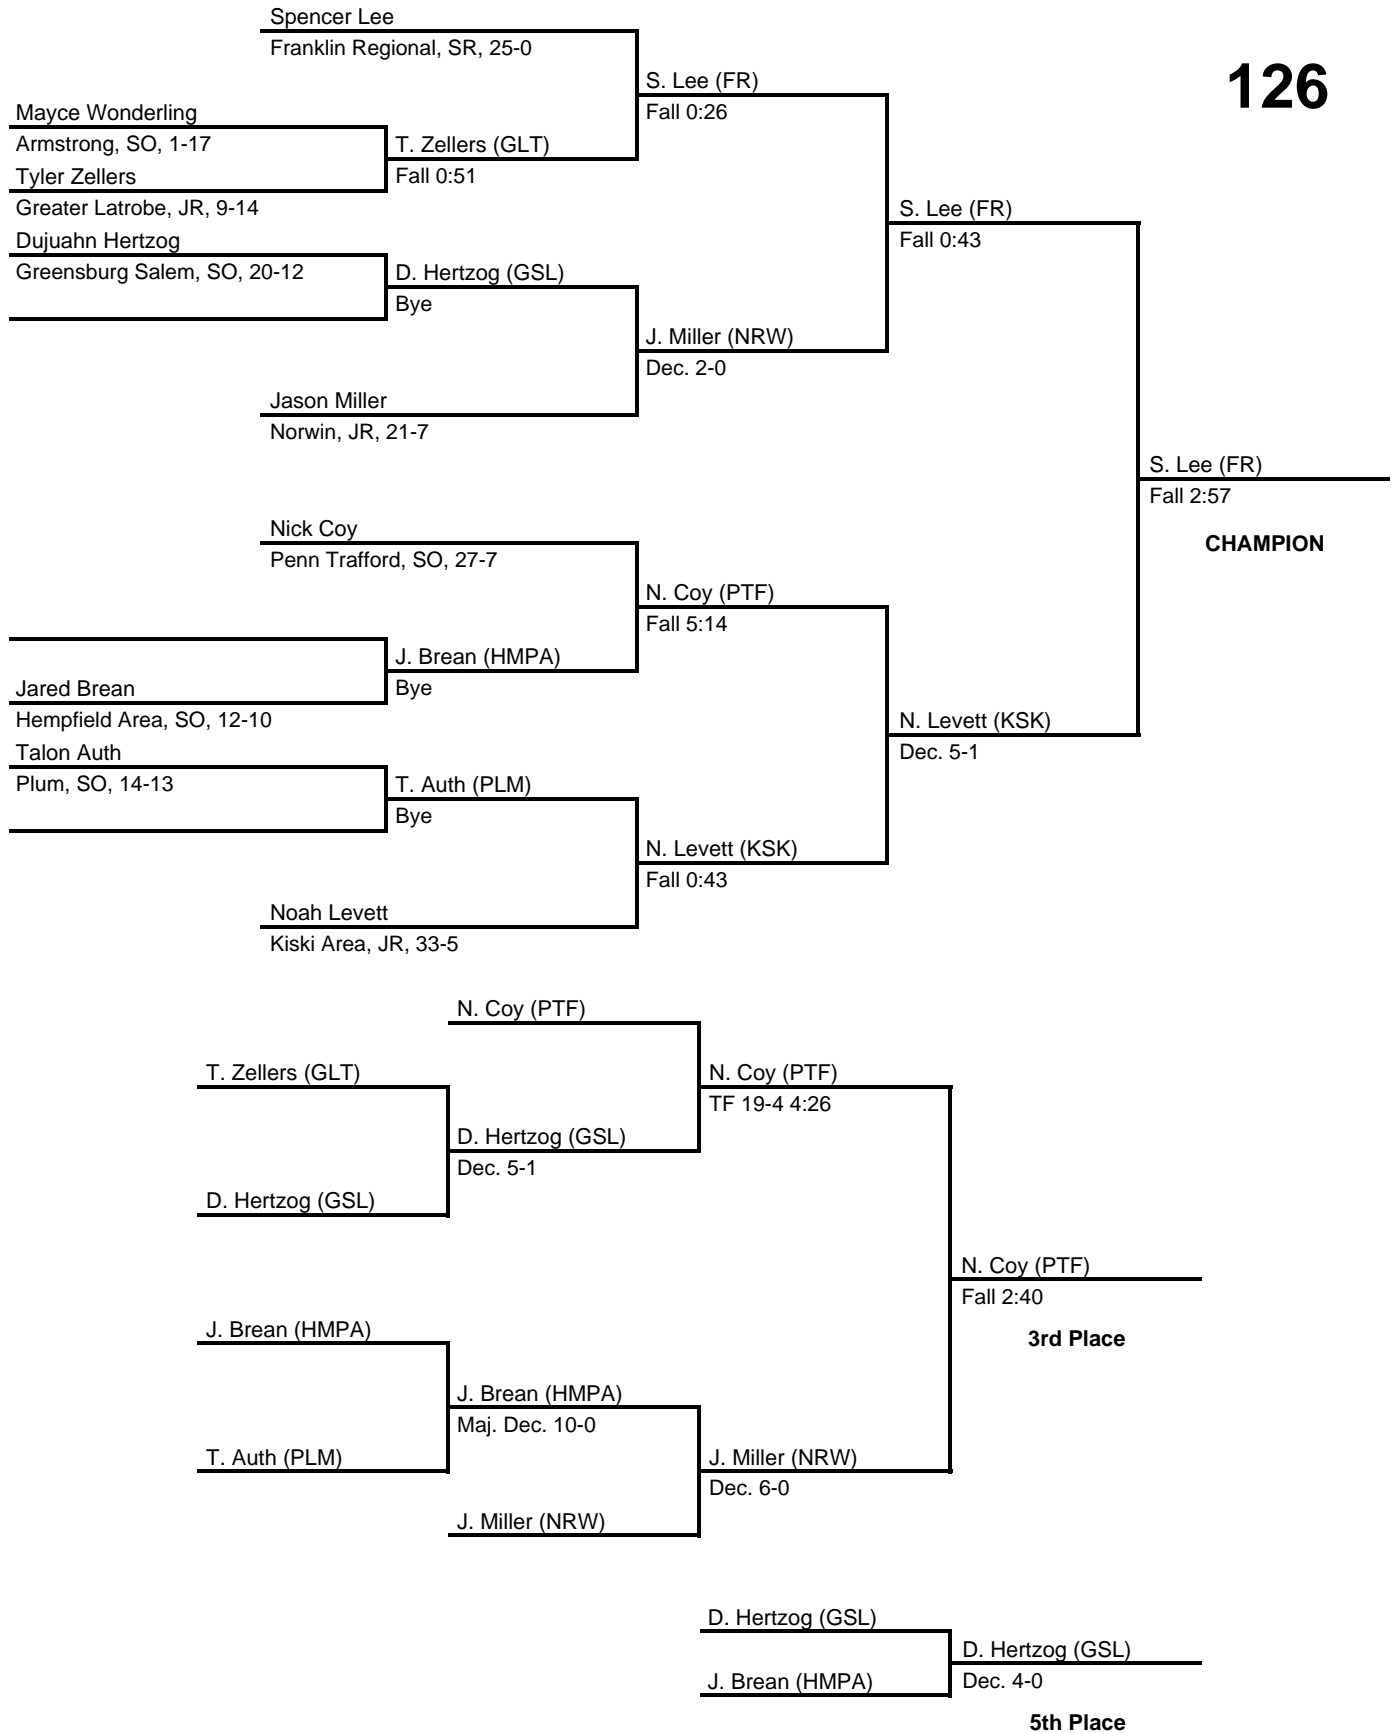 Spencer Lee
Franklin Regional, SR, 25-0
126
S. Lee (FR)
Fall 0:26
Mayce Wonderling
Armstrong, SO, 1-17
T. Zellers (GLT)
Fall 0:51
Tyler Zellers
Greater Latrobe, JR, 9-14
S. Lee (FR)
Fall 0:43
Dujuahn Hertzog
Greensburg Salem, SO, 20-12
D. Hertzog (GSL)
Bye
J. Miller (NRW)
Dec. 2-0
Jason Miller
Norwin, JR, 21-7
S. Lee (FR)
Fall 2:57
CHAMPION
Nick Coy
Penn Trafford, SO, 27-7
N. Coy (PTF)
Fall 5:14
J. Brean (HMPA)
Bye
Jared Brean
Hempfield Area, SO, 12-10
N. Levett (KSK)
Dec. 5-1
Talon Auth
Plum, SO, 14-13
T. Auth (PLM)
Bye
N. Levett (KSK)
Fall 0:43
Noah Levett
Kiski Area, JR, 33-5
N. Coy (PTF)
T. Zellers (GLT)
N. Coy (PTF)
TF 19-4 4:26
D. Hertzog (GSL)
Dec. 5-1
D. Hertzog (GSL)
N. Coy (PTF)
Fall 2:40
3rd Place
J. Brean (HMPA)
J. Brean (HMPA)
Maj. Dec. 10-0
T. Auth (PLM)
J. Miller (NRW)
Dec. 6-0
J. Miller (NRW)
D. Hertzog (GSL)
D. Hertzog (GSL)
Dec. 4-0
J. Brean (HMPA)
5th Place